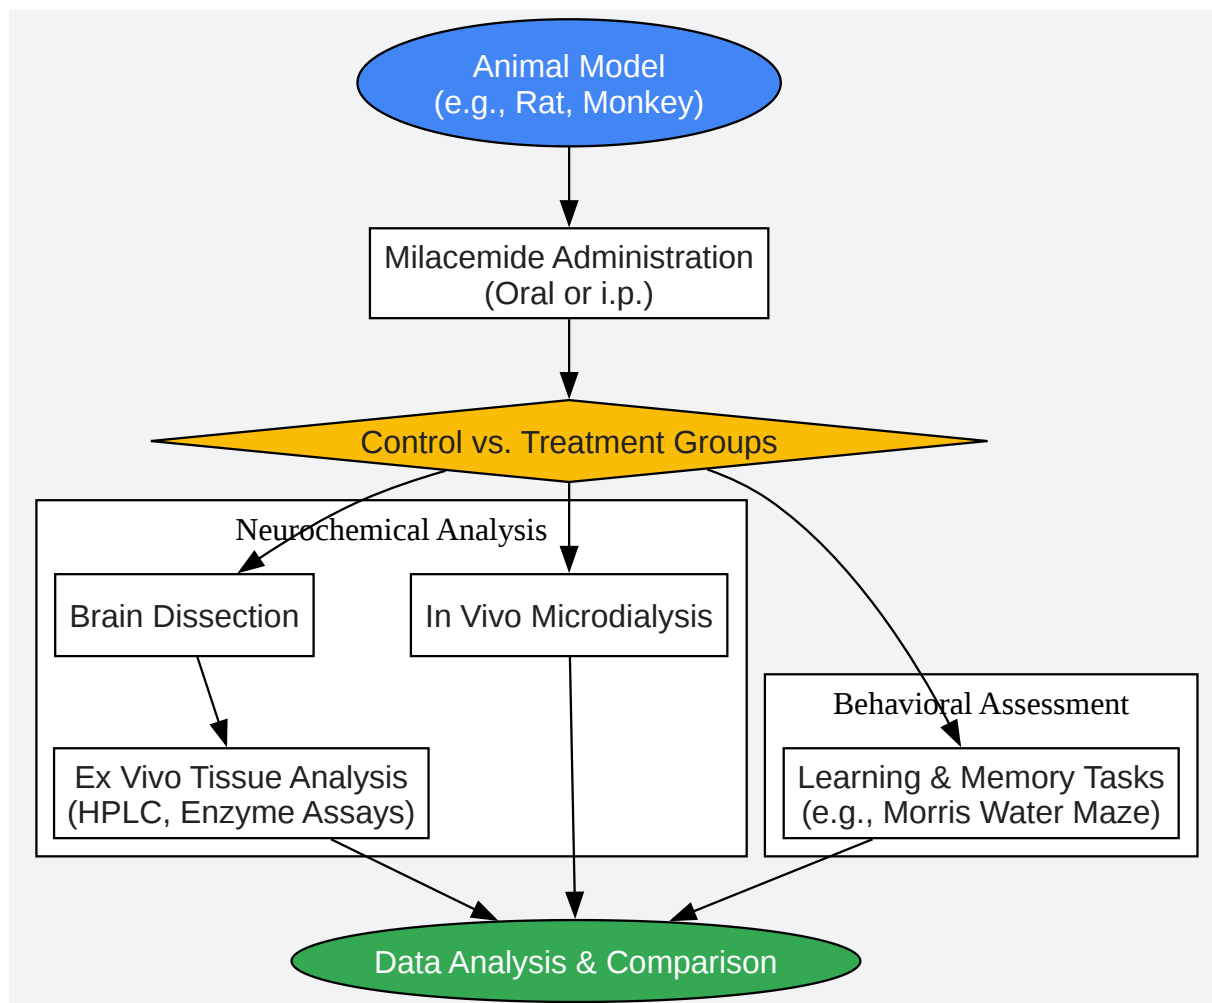 Animal Model
(e.g., Rat, Monkey)
Milacemide Administration
(Oral or i.p.)
Control vs. Treatment Groups
Neurochemical Analysis
Brain Dissection
In Vivo Microdialysis
Ex Vivo Tissue Analysis
(HPLC, Enzyme Assays)
Behavioral Assessment
Learning & Memory Tasks
(e.g., Morris Water Maze)
Data Analysis & Comparison